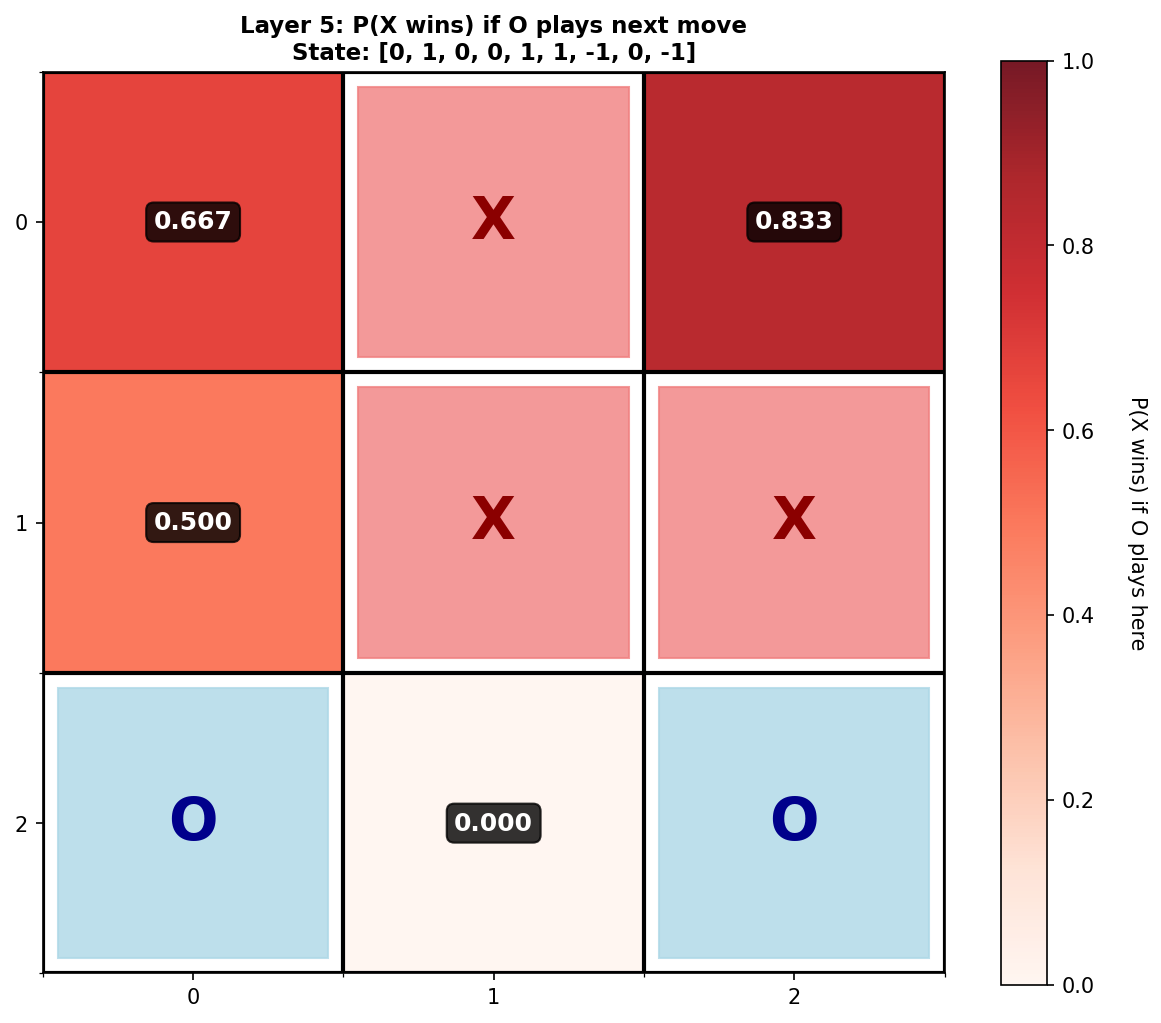 Layer 5: P(X wins) if O plays next move
State: [0, 1, 0, 0, 1, 1, -1, 0, -1]
0.667
X
0.833
0
0.500
X
X
1
O
0.000
O
2
0
1
2
1.0
0.8
0.6
0.4
0.2
0.0
P(X wins) if O plays here